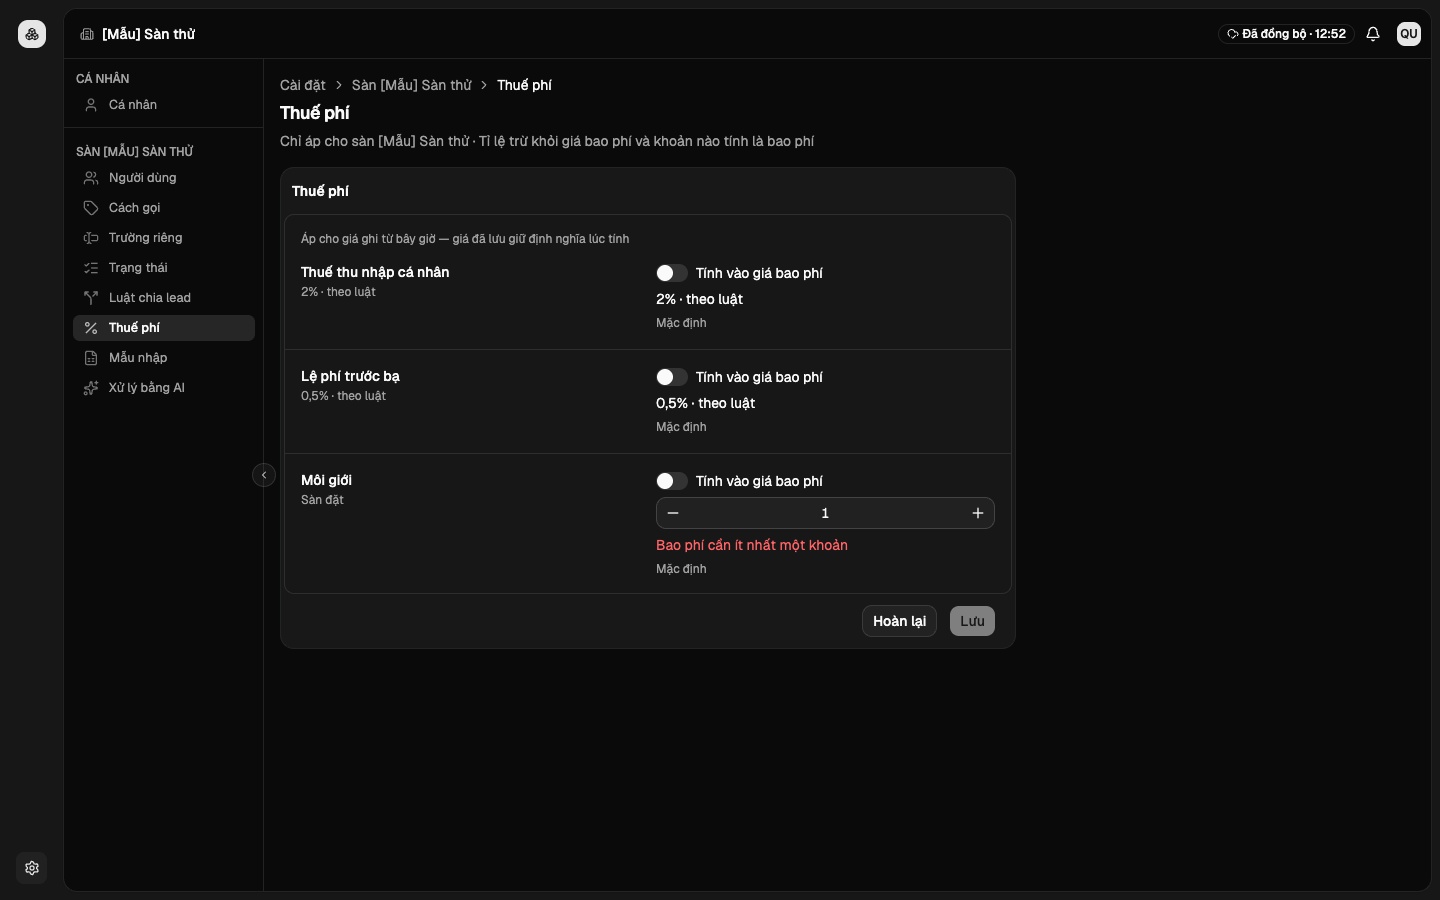 [Mẫu] Sàn thử
Đã đồng bộ · 12:52
QU
CÁ NHÂN
Cá nhân
SÀN [MẪU] SÀN THỬ
Người dùng
Cách gọi
Trường riêng
Trạng thái
Luật chia lead
Thuế phí
Mẫu nhập
Xử lý bằng AI
Cài đặt > Sàn [Mẫu] Sàn thử > Thuế phí
Thuế phí
Chỉ áp cho sàn [Mẫu] Sàn thử · Tỉ lệ trừ khỏi giá bao phí và khoản nào tính là bao phí
Thuế phí
Áp cho giá ghi từ bây giờ — giá đã lưu giữ định nghĩa lúc tính
Thuế thu nhập cá nhân
2% · theo luật
Tính vào giá bao phí
2% · theo luật
Mặc định
Lệ phí trước bạ
0,5% · theo luật
Tính vào giá bao phí
0,5% · theo luật
Mặc định
Môi giới
Sàn đặt
Tính vào giá bao phí
1
Bao phí cần ít nhất một khoản
Mặc định
Hoàn lại
Lưu